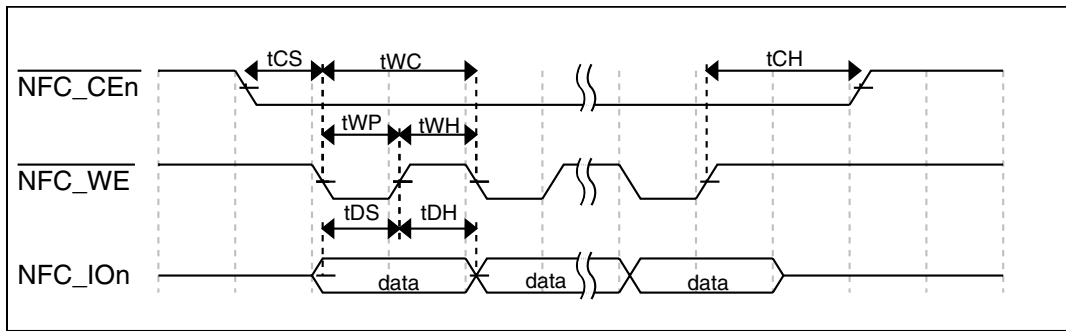 tCS tWC tCH
NFC_CEn
tWP tWH
NFC_WE
tDS tDH
NFC_IOn data data data